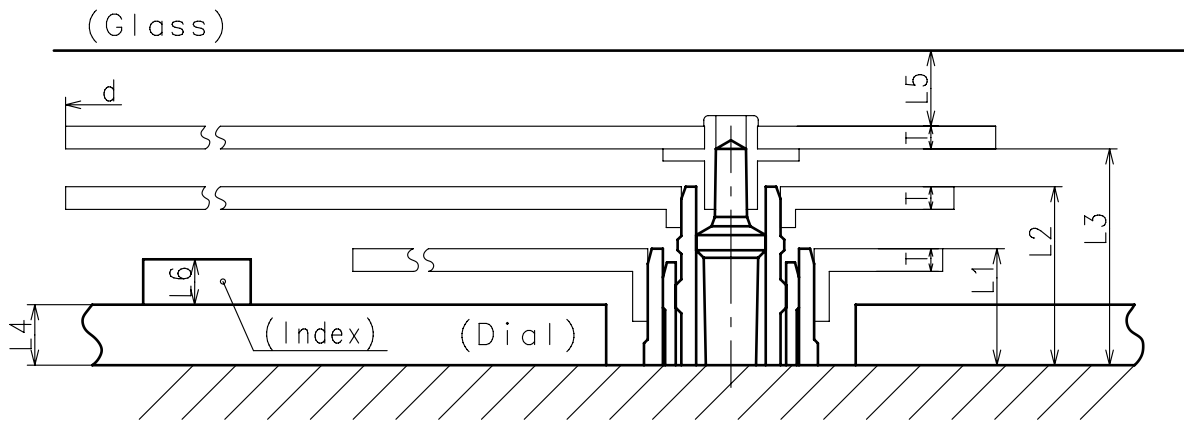 (Glass)
d
L5
T
T
T
L3
L2
L1
L6
L4
(Index)
(Dial)